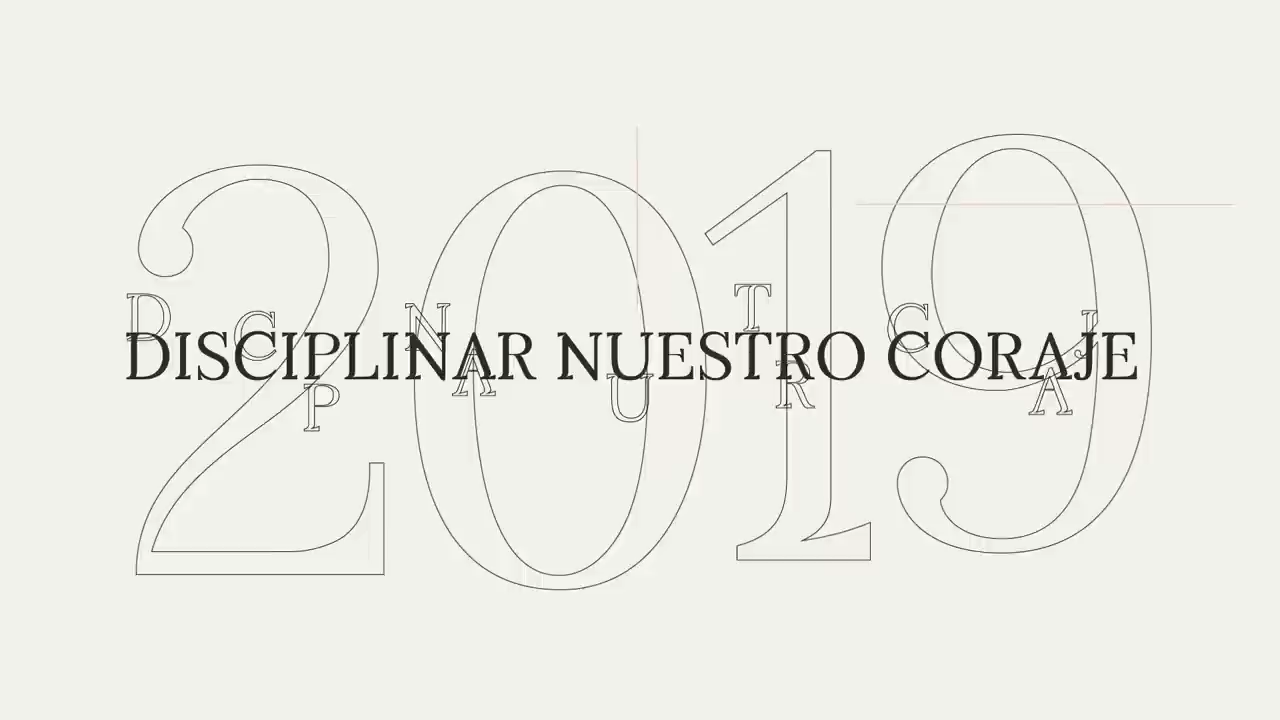 2019
DISCIPLINAR NUESTRO CORAJE
D C N T C J
P A U R A